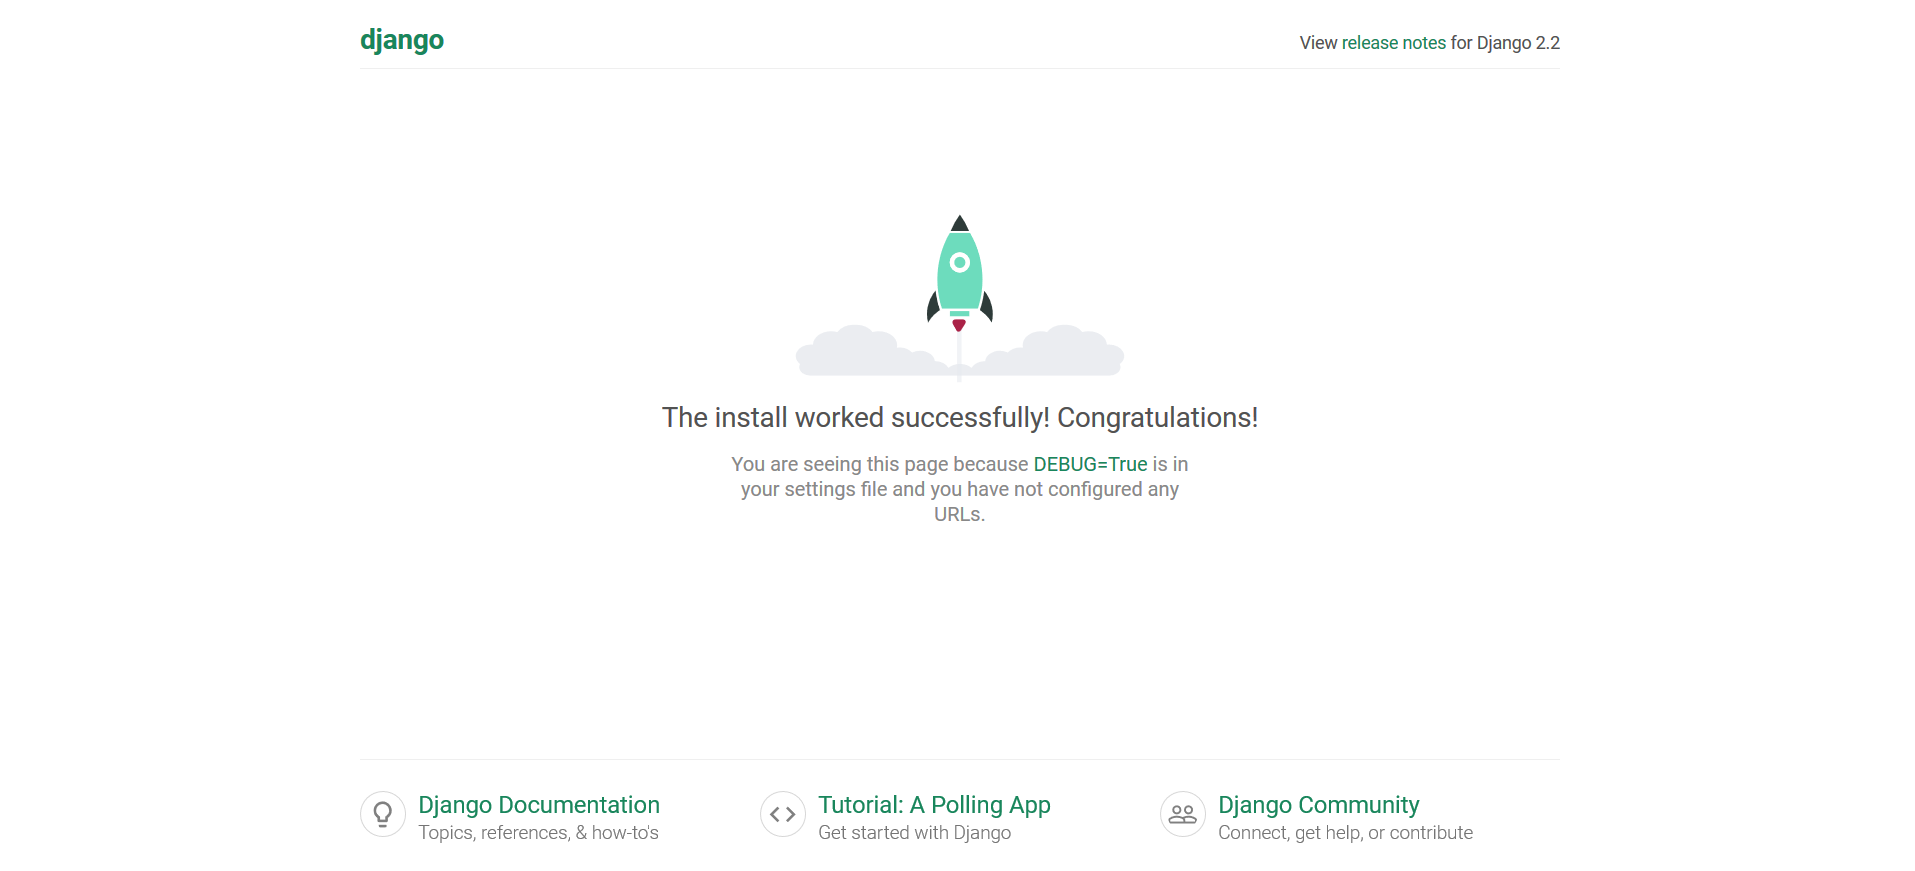 django
View release notes for Django 2.2
The install worked successfully! Congratulations!
You are seeing this page because DEBUG=True is in
your settings file and you have not configured any
URLs.
Django Documentation
Topics, references, & how-to's
Tutorial: A Polling App
Get started with Django
Django Community
Connect, get help, or contribute